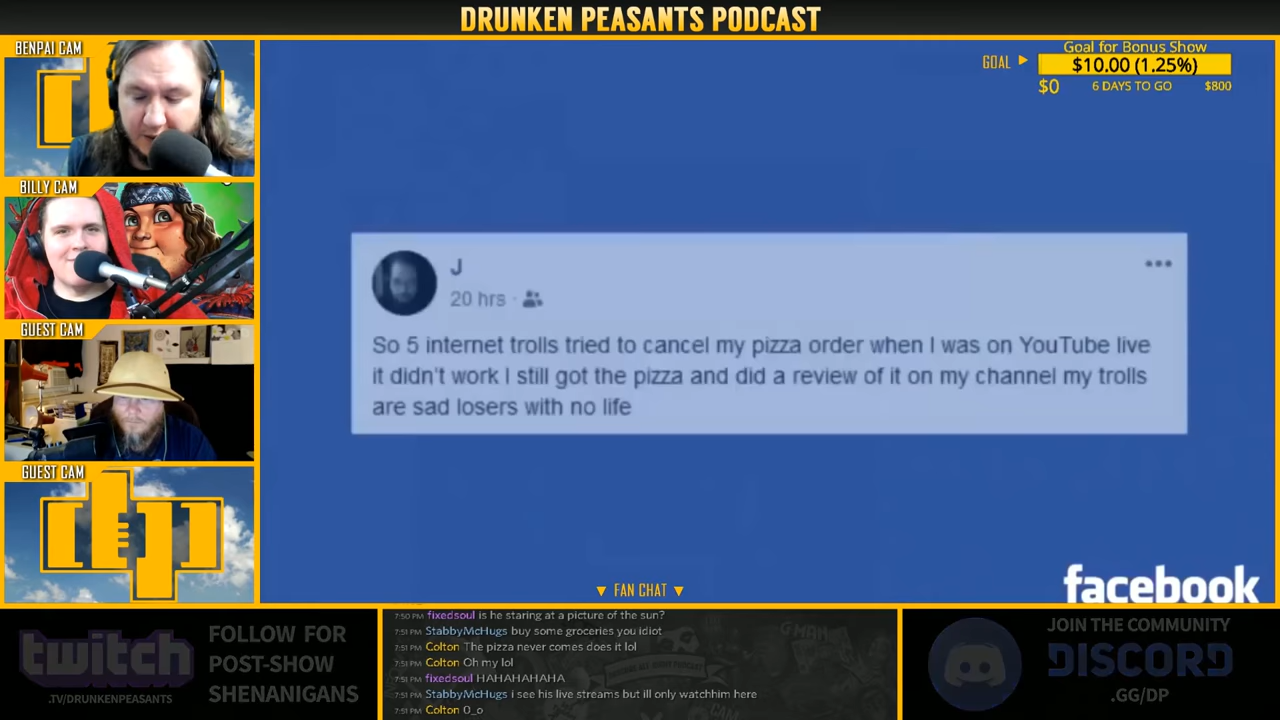 DRUNKEN PEASANTS PODCAST
BENPAI CAM
BILLY CAM
GUEST CAM
GUEST CAM
GOAL
Goal for Bonus Show
$10.00 (1.25%)
$0 6 DAYS TO GO $800
J
20 hrs ·
So 5 internet trolls tried to cancel my pizza order when I was on YouTube live
it didn't work I still got the pizza and did a review of it on my channel my trolls
are sad losers with no life
facebook
▼ FAN CHAT ▼
7:50 PM fixedsoul is he staring at a picture of the sun?
7:51 PM StabbyMcHugs buy some groceries you idiot
7:51 PM Colton The pizza never comes does it lol
7:51 PM Colton Oh my lol
7:51 PM fixedsoul HAHAHAHAHA
7:51 PM StabbyMcHugs i see his live streams but ill only watchhim here
7:51 PM Colton O_o
twitch
.TV/DRUNKENPEASANTS
FOLLOW FOR
POST-SHOW
SHENANIGANS
JOIN THE COMMUNITY
DISCORD
.GG/DP